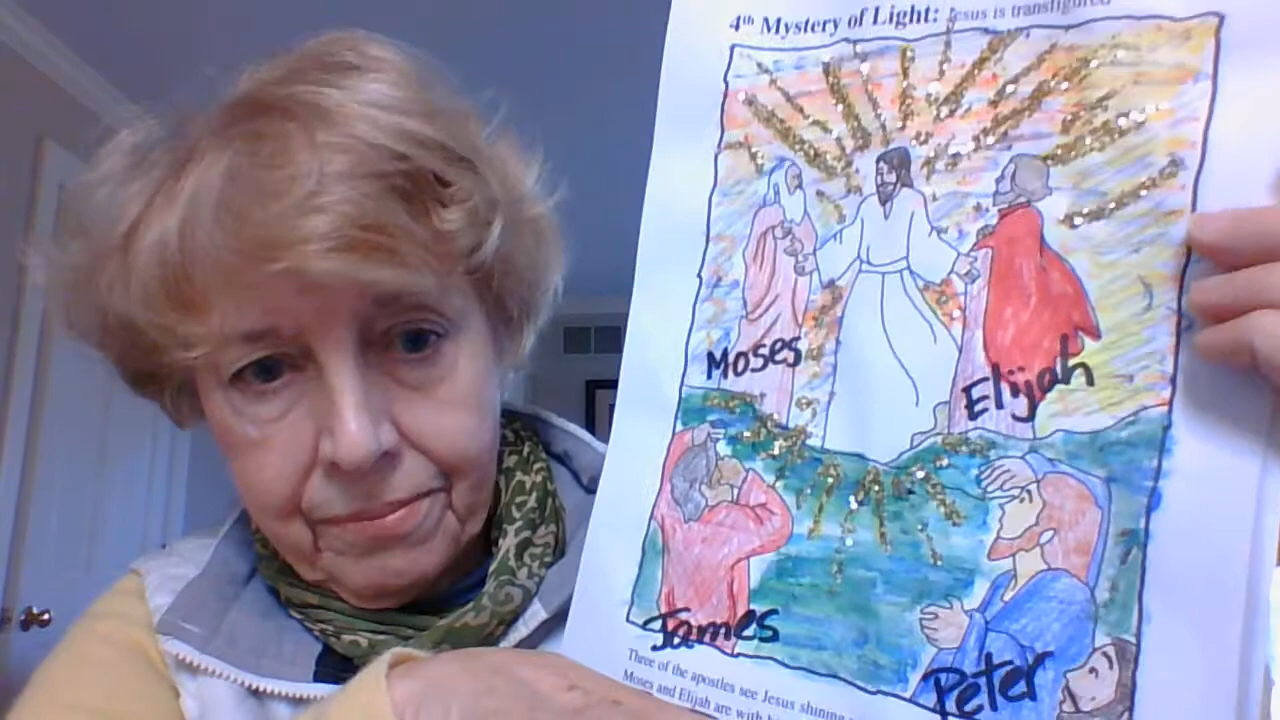 4th Mystery of Light: Jesus is transfigured
Moses
Elijah
James
Peter
Three of the apostles see Jesus shining
Moses and Elijah are with